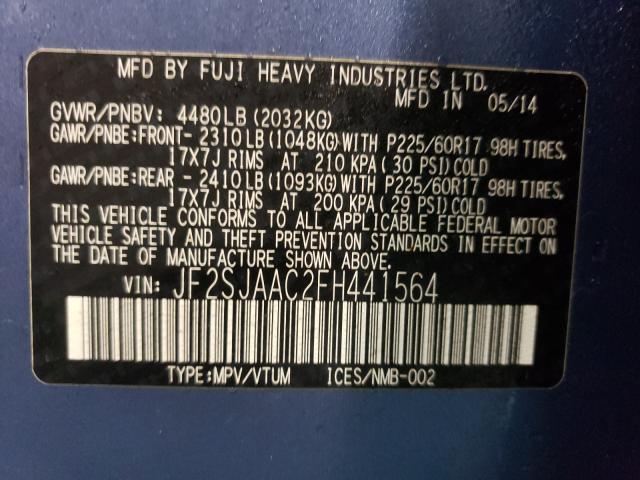 MFD BY FUJI HEAVY INDUSTRIES LTD.
MFD IN 05/14
GVWR/PNBV: 4480LB (2032KG)
GAWR/PNBE:FRONT- 2310LB (1048KG)WITH P225/60R17 98H TIRES,
17X7J RIMS AT 210 KPA (30 PSI)COLD
GAWR/PNBE:REAR - 2410LB (1093KG)WITH P225/60R17 98H TIRES,
17X7J RIMS AT 200 KPA (29 PSI)COLD
THIS VEHICLE CONFORMS TO ALL APPLICABLE FEDERAL MOTOR
VEHICLE SAFETY AND THEFT PREVENTION STANDARDS IN EFFECT ON
THE DATE OF MANUFACTURE SHOWN ABOVE.
VIN: JF2SJAAC2FH441564
TYPE:MPV/VTUM ICES/NMB-002